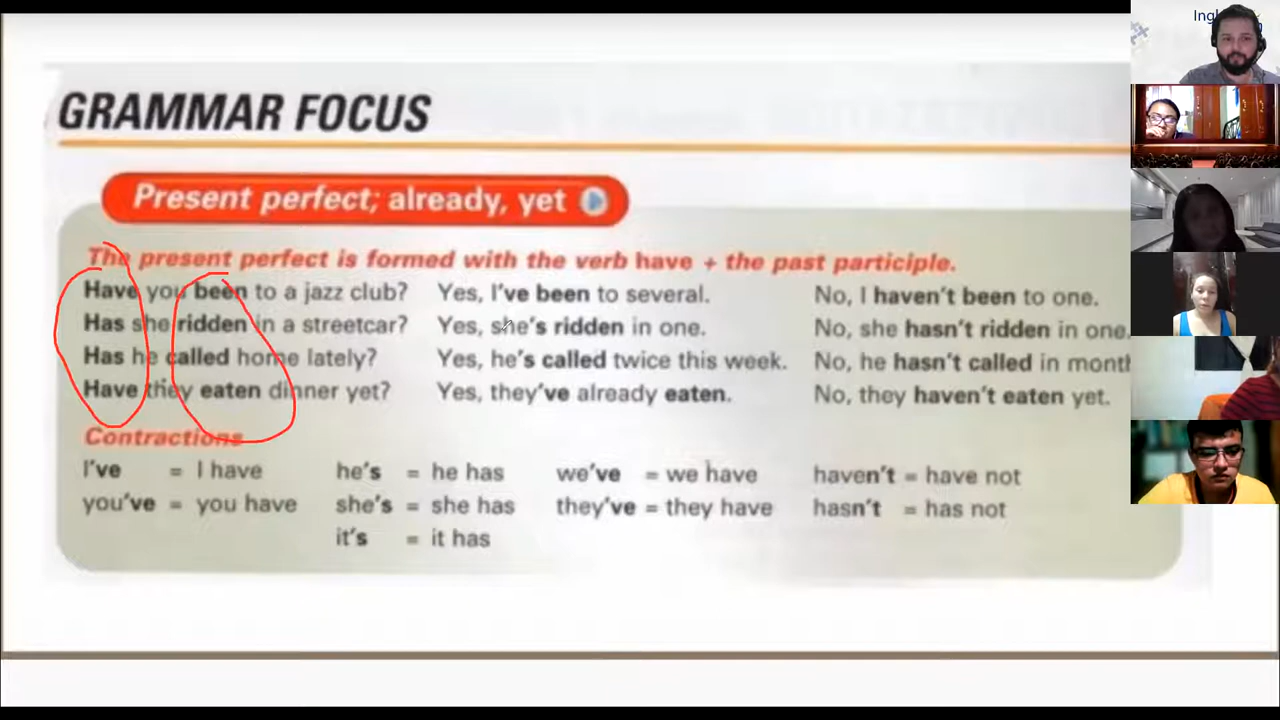 GRAMMAR FOCUS
Present perfect; already, yet
The present perfect is formed with the verb have + the past participle.
Have you been to a jazz club? Yes, I've been to several. No, I haven't been to one.
Has she ridden in a streetcar? Yes, she's ridden in one. No, she hasn't ridden in one.
Has he called home lately? Yes, he's called twice this week. No, he hasn't called in
Have they eaten dinner yet? Yes, they've already eaten. No, they haven't eaten yet.
Contractions
I've = I have he's = he has we've = we have haven't = have not
you've = you have she's = she has they've = they have hasn't = has not
it's = it has